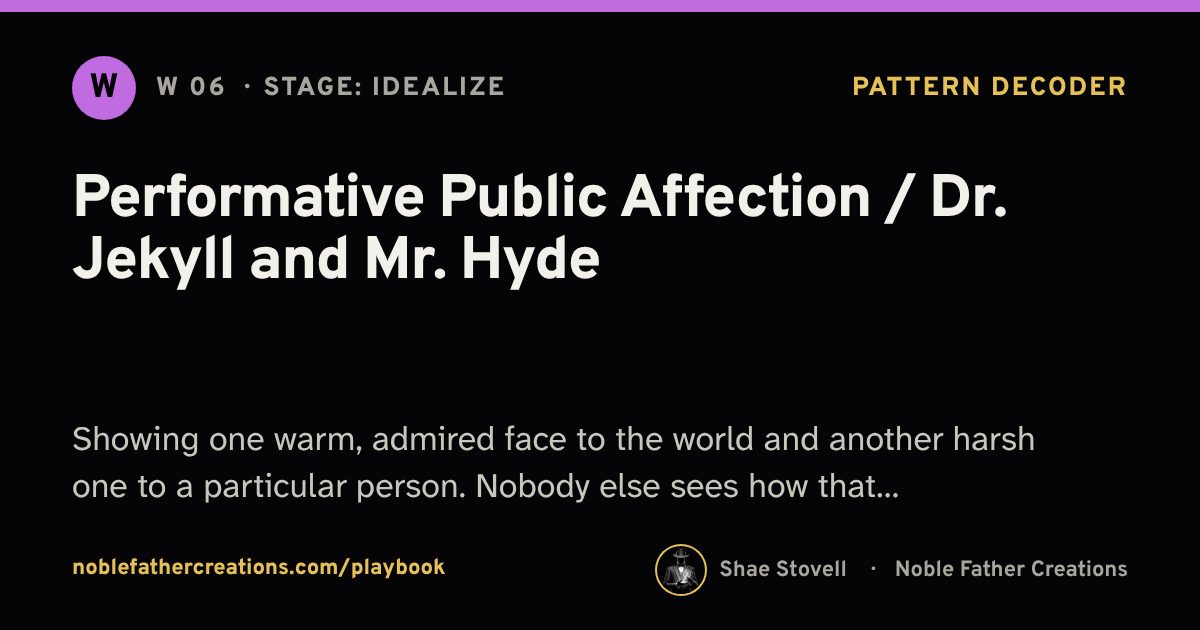 W
W 06 · STAGE: IDEALIZE
PATTERN DECODER
Performative Public Affection / Dr.
Jekyll and Mr. Hyde
Showing one warm, admired face to the world and another harsh
one to a particular person. Nobody else sees how that...
noblefathercreations.com/playbook
Shae Stovell · Noble Father Creations